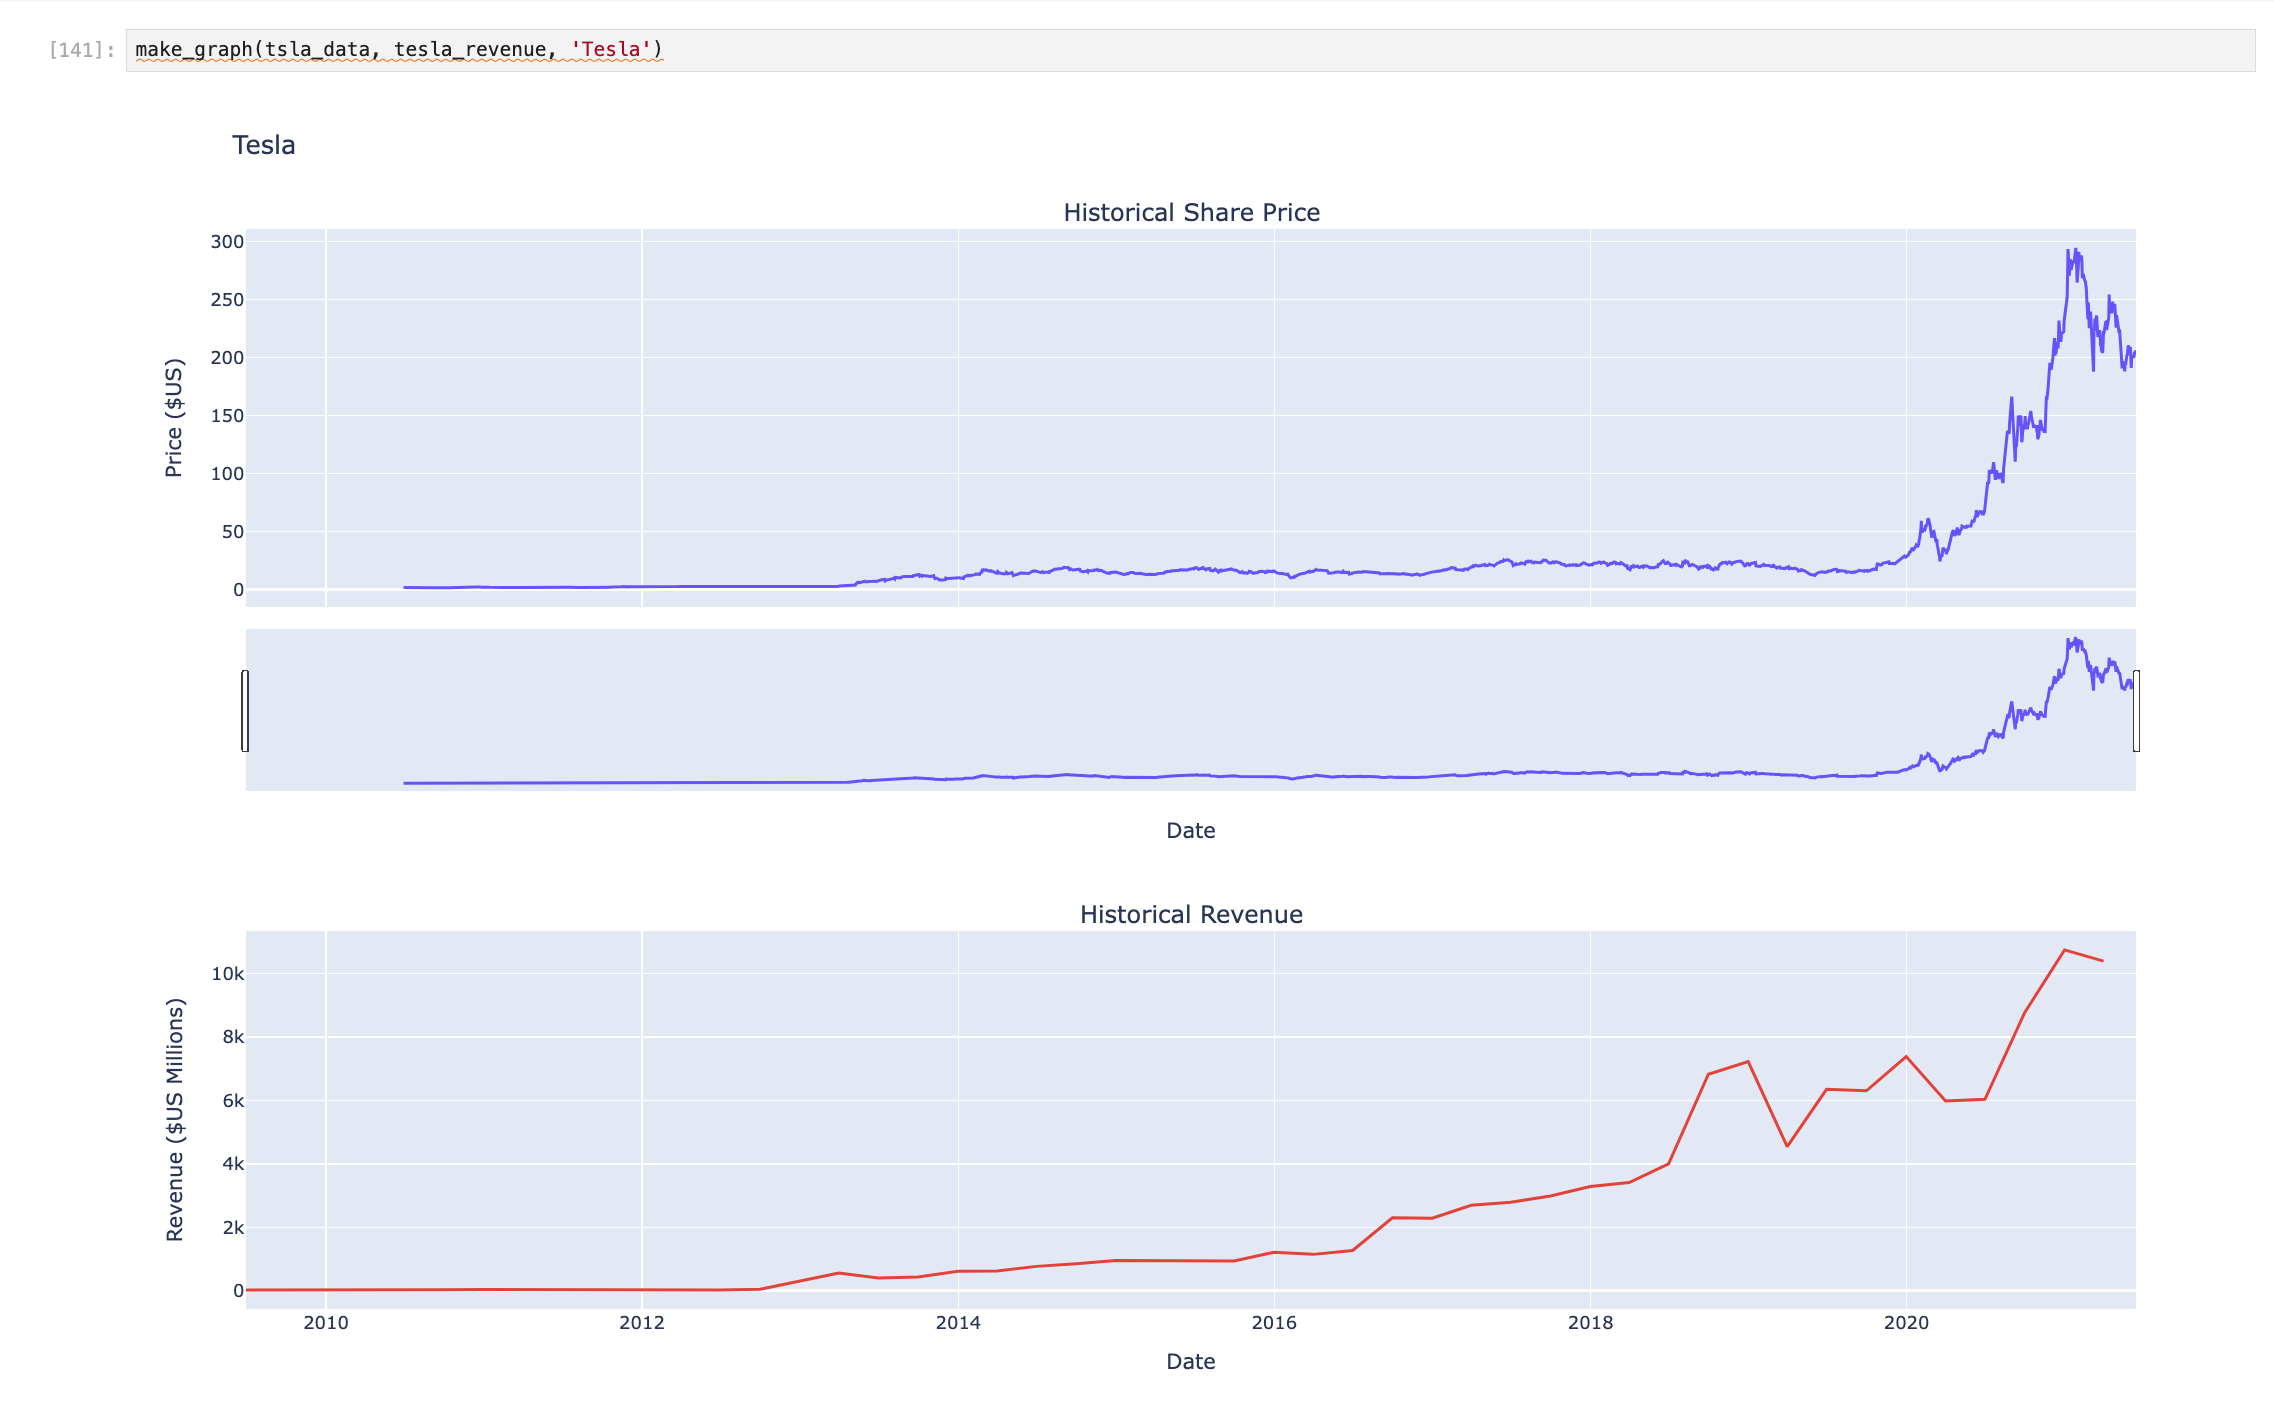 [141]: make_graph(tsla_data, tesla_revenue, 'Tesla')
Tesla
Historical Share Price
300
250
200
150
100
50
0
Price ($US)
Date
Historical Revenue
10k
8k
6k
4k
2k
0
Revenue ($US Millions)
2010 2012 2014 2016 2018 2020
Date